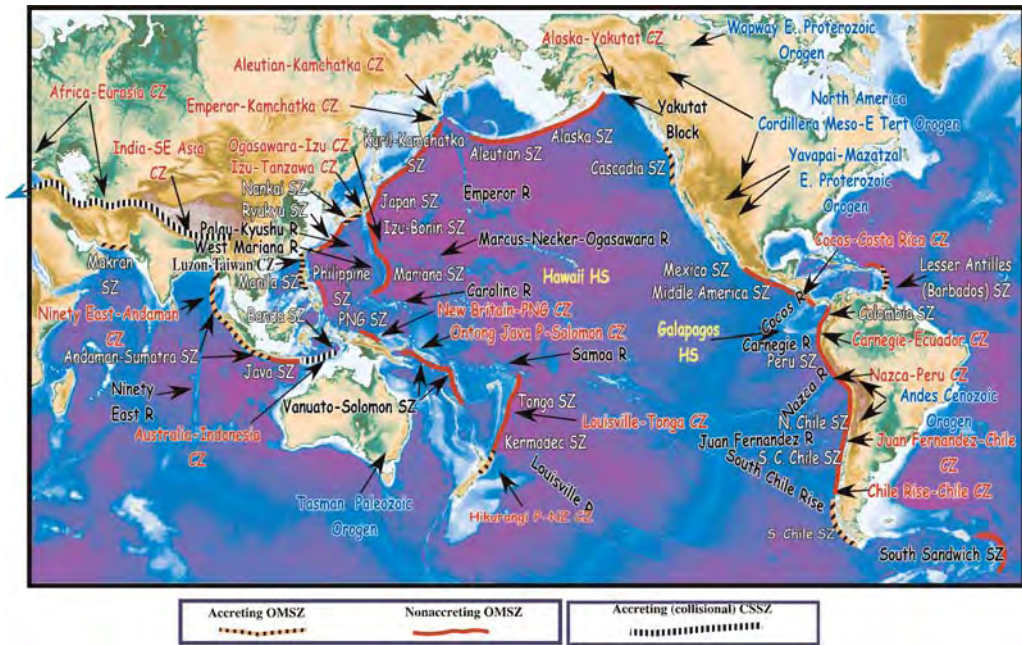 Alaska-Yakutat CZ
Wopway E. Proterozoic
Orogen
Aleutian-Kamchatka CZ
Africa-Eurasia CZ
Emperor-Kamchatka CZ
Yakutat
Block
North America
Cordillera Meso-E Tert Orogen
India-SE Asia
CZ
Ogasawara-Izu CZ
Izu-Tanzawa CZ
Kuril-Kamchatka
SZ
Aleutian SZ
Alaska SZ
Cascadia SZ
Yavapai-Mazatzal
E. Proterozoic
Orogen
Nankai SZ
Ryukyu SZ
Palau-Kyushu R
West Mariana R
Luzon-Taiwan CZ
Manila SZ
Japan SZ
Izu-Bonin SZ
Emperor R
Marcus-Necker-Ogasawara R
Cocos-Costa Rica CZ
Makran
SZ
Philippine
SZ
Mariana SZ
Hawaii HS
Mexico SZ
Middle America SZ
Lesser Antilles
(Barbados) SZ
Caroline R
Cocos R
Ninety East-Andaman
CZ
Banda SZ
PNG SZ
New Britain-PNG CZ
Ontong Java P-Solomon CZ
Galapagos
HS
Colombia SZ
Carnegie R
Carnegie-Ecuador CZ
Andaman-Sumatra SZ
Java SZ
Samoa R
Peru SZ
Nazca R
Nazca-Peru CZ
Ninety
East R
Vanuato-Solomon SZ
Tonga SZ
Louisville-Tonga CZ
Andes Cenozoic
Orogen
N. Chile SZ
Australia-Indonesia
CZ
Kermadec SZ
Juan Fernandez R
S. C. Chile SZ
Juan Fernandez-Chile
CZ
Tasman Paleozoic
Orogen
Louisville R
Hikurangi P-NZ CZ
South Chile Rise
Chile Rise-Chile CZ
S. Chile SZ
South Sandwich SZ
Accreting OMSZ
Nonaccreting OMSZ
Accreting (collisional) CSSZ